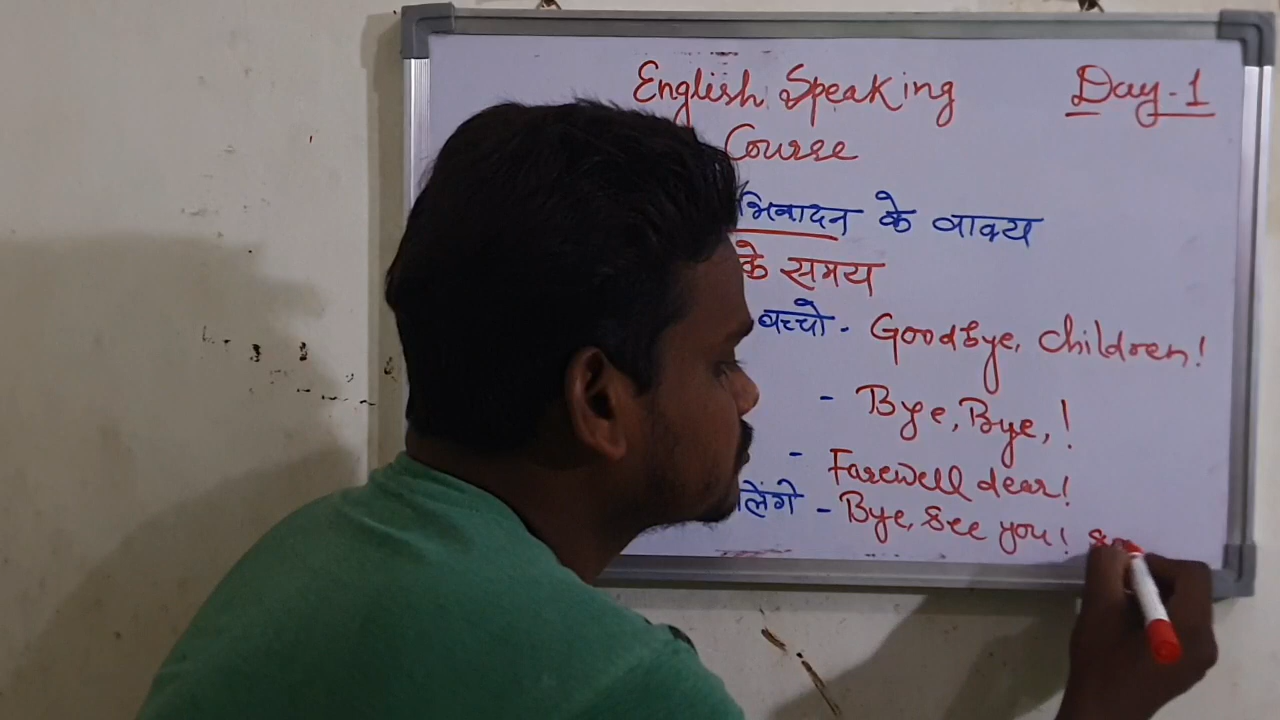 English Speaking Day-1
Course
भिवादन के वाक्य
के समय
बच्चो - Goodbye, Children!
- Bye, Bye, !
- Farewell dear!
लेंगे - Bye, See you!